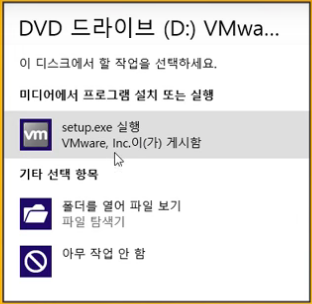 DVD 드라이브 (D:) VMwa...
이 디스크에서 할 작업을 선택하세요.
미디어에서 프로그램 설치 또는 실행
vm
setup.exe 실행
VMware, Inc.이(가) 게시함
기타 선택 항목
폴더를 열어 파일 보기
파일 탐색기
아무 작업 안 함